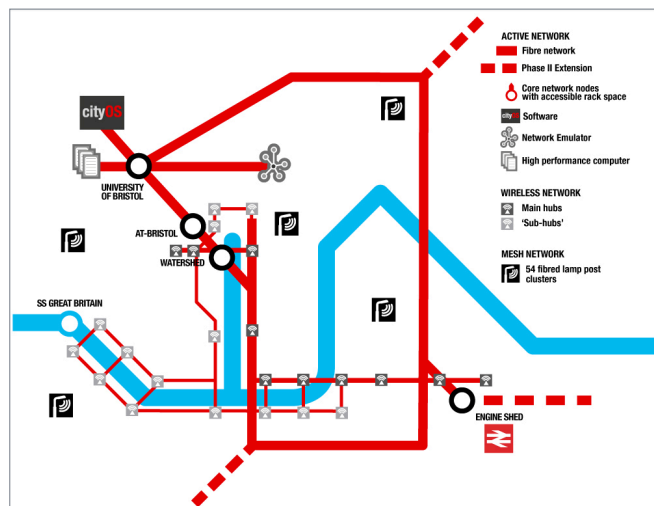 ACTIVE NETWORK
Fibre network
Phase II Extension
Core network nodes
with accessible rack space
cityOS
Software
Network Emulator
High performance computer
WIRELESS NETWORK
Main hubs
'Sub-hubs'
MESH NETWORK
54 fibred lamp post
clusters
cityOS
UNIVERSITY
OF BRISTOL
AT-BRISTOL
WATERSHED
SS GREAT BRITAIN
ENGINE SHED